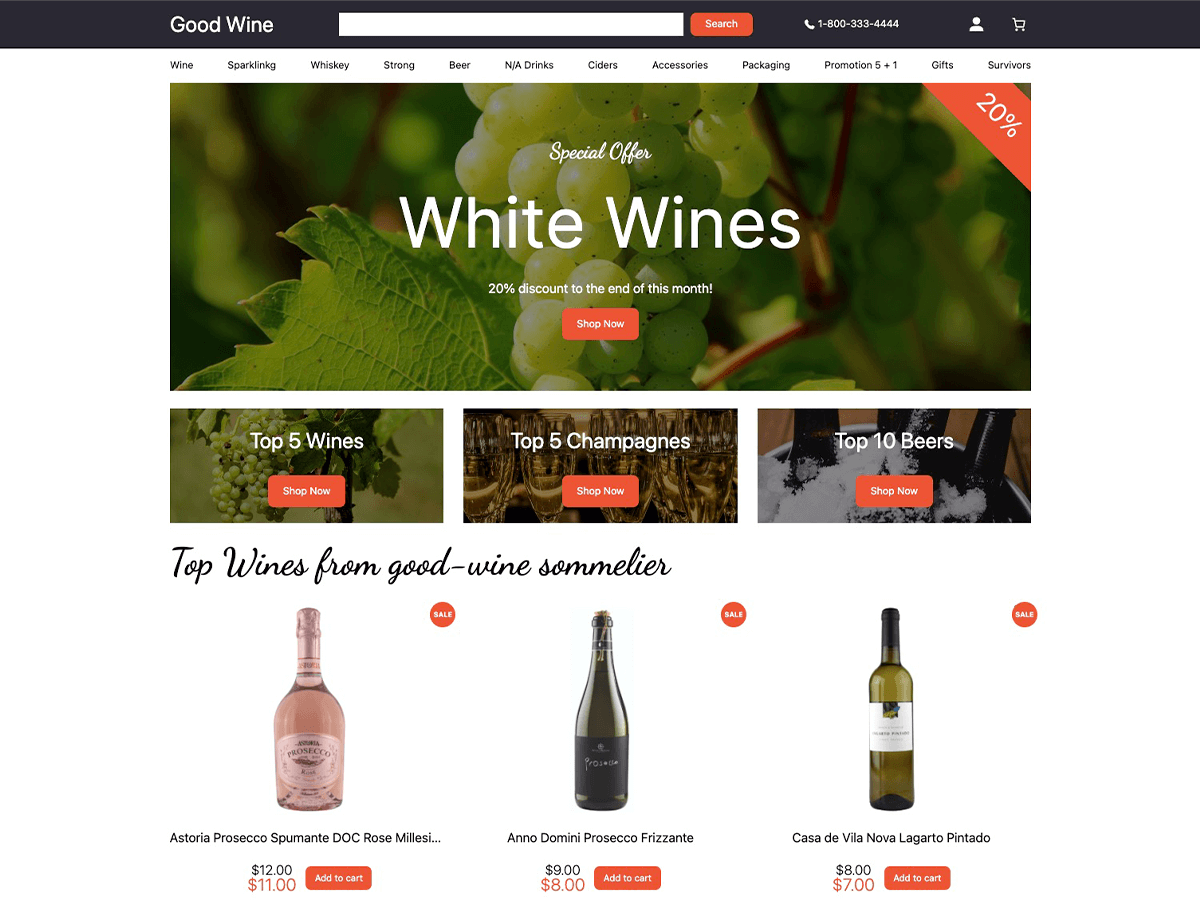 Good Wine
Search
1-800-333-4444
Wine Sparklinkg Whiskey Strong Beer N/A Drinks Ciders Accessories Packaging Promotion 5 + 1 Gifts Survivors
20%
Special Offer
White Wines
20% discount to the end of this month!
Shop Now
Top 5 Wines
Shop Now
Top 5 Champagnes
Shop Now
Top 10 Beers
Shop Now
Top Wines from good-wine sommelier
SALE
ASTORIA
PROSECCO
Rosé
Astoria Prosecco Spumante DOC Rose Millesi...
$12.00
$11.00
Add to cart
SALE
prosecco
Anno Domini Prosecco Frizzante
$9.00
$8.00
Add to cart
SALE
LAGARTO PINTADO
Casa de Vila Nova Lagarto Pintado
$8.00
$7.00
Add to cart